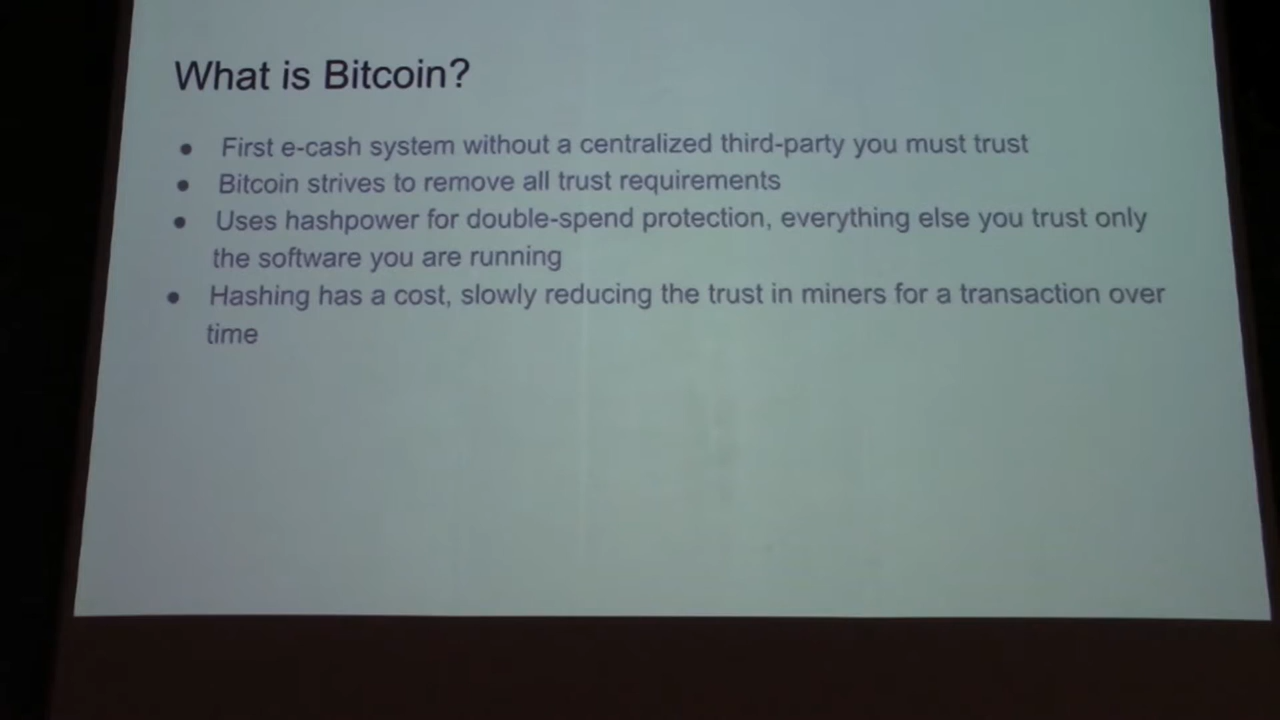 What is Bitcoin?
● First e-cash system without a centralized third-party you must trust
● Bitcoin strives to remove all trust requirements
● Uses hashpower for double-spend protection, everything else you trust only
the software you are running
● Hashing has a cost, slowly reducing the trust in miners for a transaction over
time